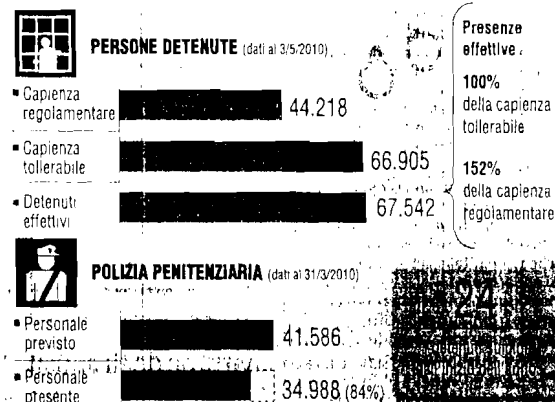 PERSONE DETENUTE (dati al 3/5/2010)
▪ Capienza
regolamentare
44.218
▪ Capienza
tollerabile
66.905
▪ Detenuti
effettivi
67.542
Presenze
effettive
100%
della capienza
tollerabile
152%
della capienza
regolamentare
POLIZIA PENITENZIARIA (dati al 31/3/2010)
▪ Personale
previsto
41.586
▪ Personale
presente
34.988 (84%)
24